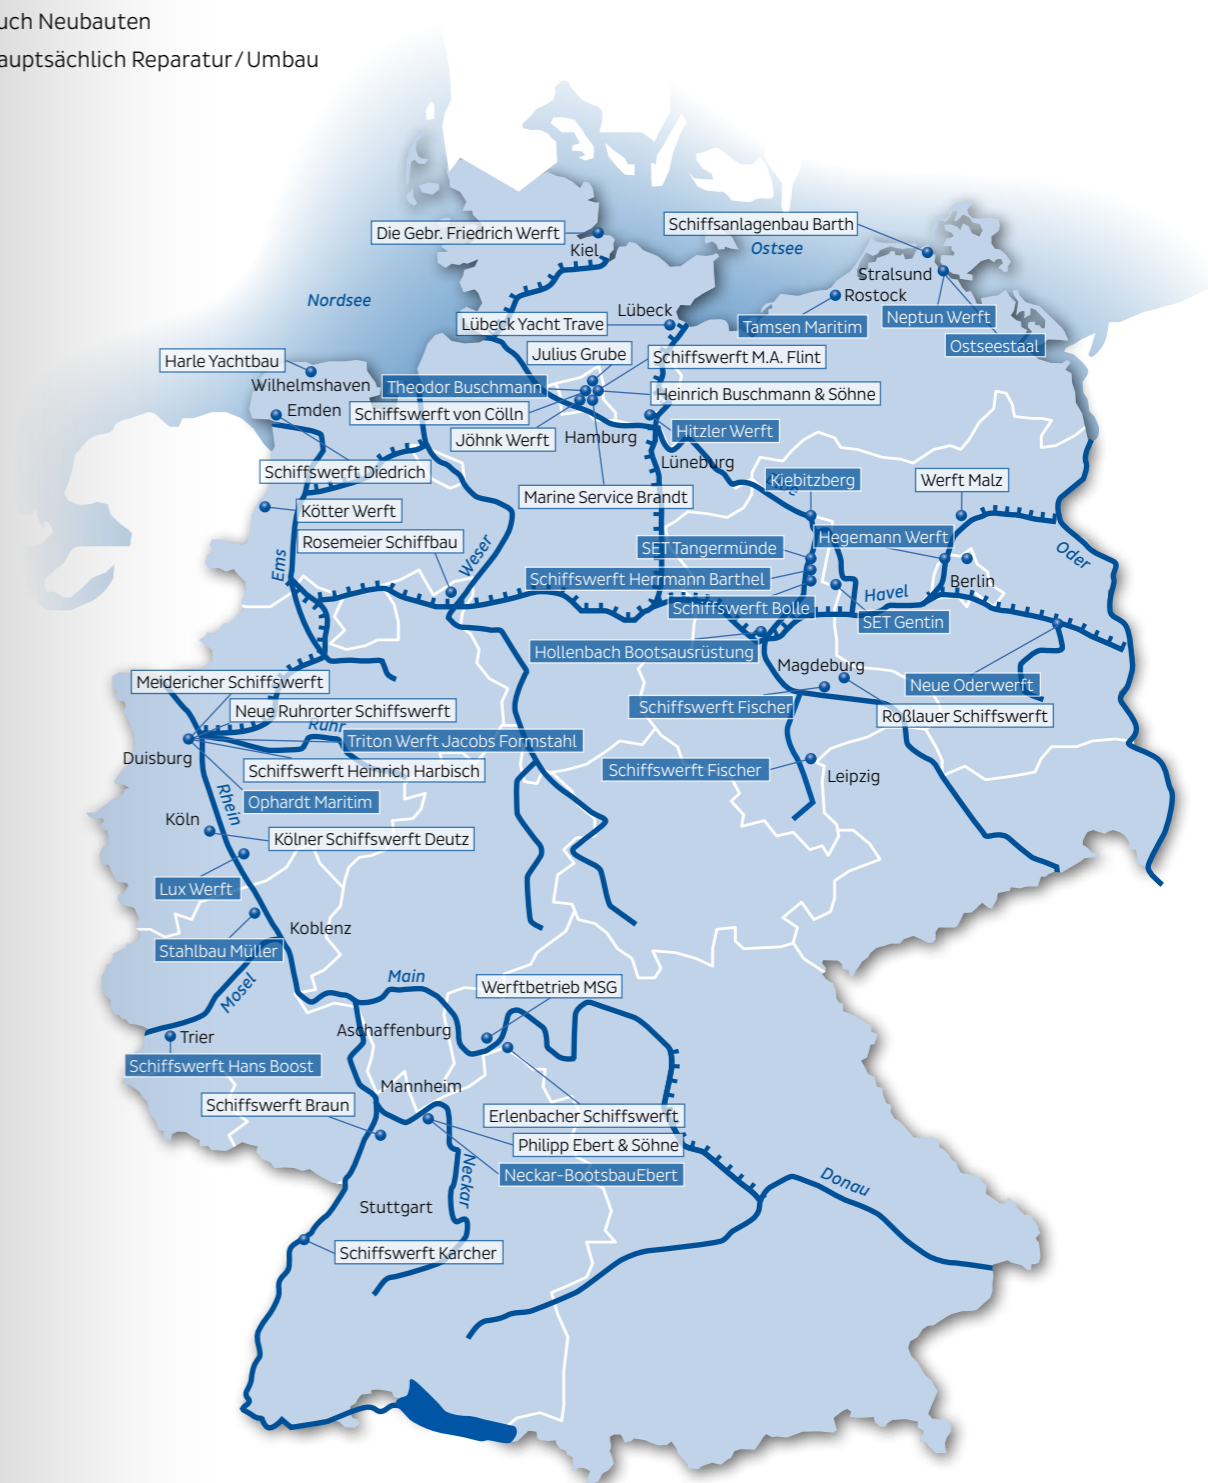 uch Neubauten
auptsächlich Reparatur / Umbau
Schiffsanlagenbau Barth
Die Gebr. Friedrich Werft
Kiel
Ostsee
Stralsund
Nordsee
Rostock
Lübeck
Neptun Werft
Lübeck Yacht Trave
Tamsen Maritim
Ostseestaal
Julius Grube
Schiffswerft M.A. Flint
Harle Yachtbau
Wilhelmshaven
Theodor Buschmann
Heinrich Buschmann & Söhne
Emden
Schiffswerft von Cölln
Jöhnk Werft
Hamburg
Hitzler Werft
Lüneburg
Schiffswerft Diedrich
Kiebitzberg
Werft Malz
Marine Service Brandt
Kötter Werft
Hegemann Werft
Rosemeier Schiffbau
SET Tangermünde
Weser
Ems
Oder
Schiffswerft Herrmann Barthel
Berlin
Havel
Schiffswerft Bolle
SET Gentin
Hollenbach Bootsausrüstung
Magdeburg
Meidericher Schiffswerft
Neue Oderwerft
Neue Ruhrorter Schiffswerft
Schiffswerft Fischer
Roßlauer Schiffswerft
Ruhr
Triton Werft Jacobs Formstahl
Duisburg
Schiffswerft Heinrich Harbisch
Schiffswerft Fischer
Leipzig
Ophardt Maritim
Rhein
Köln
Kölner Schiffswerft Deutz
Lux Werft
Koblenz
Stahlbau Müller
Main
Werftbetrieb MSG
Mosel
Aschaffenburg
Trier
Schiffswerft Hans Boost
Mannheim
Schiffswerft Braun
Erlenbacher Schiffswerft
Philipp Ebert & Söhne
Neckar-BootsbauEbert
Neckar
Donau
Stuttgart
Schiffswerft Karcher